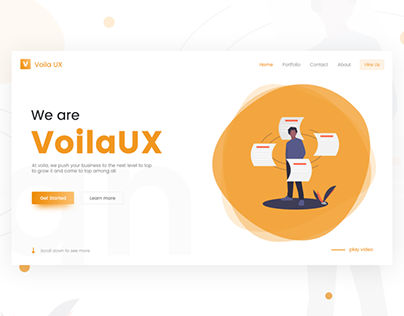 V Voila UX
Home Portfolio Contact About Hire Us
We are
VoilaUX
At voila, we push your business to the next level to top
to grow it and come to top among all.
Get Started Learn more
Scroll down to see more
play video